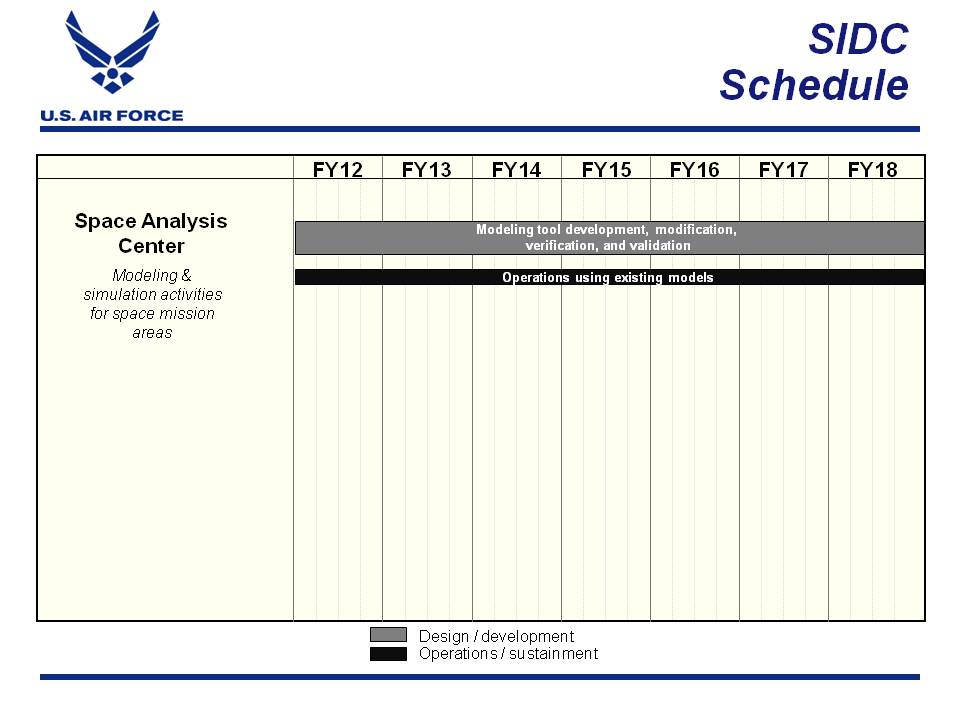 SIDC
Schedule
U.S. AIR FORCE
FY12 FY13 FY14 FY15 FY16 FY17 FY18
Space Analysis
Center
Modeling &
simulation activities
for space mission
areas
Modeling tool development, modification,
verification, and validation
Operations using existing models
Design / development
Operations / sustainment